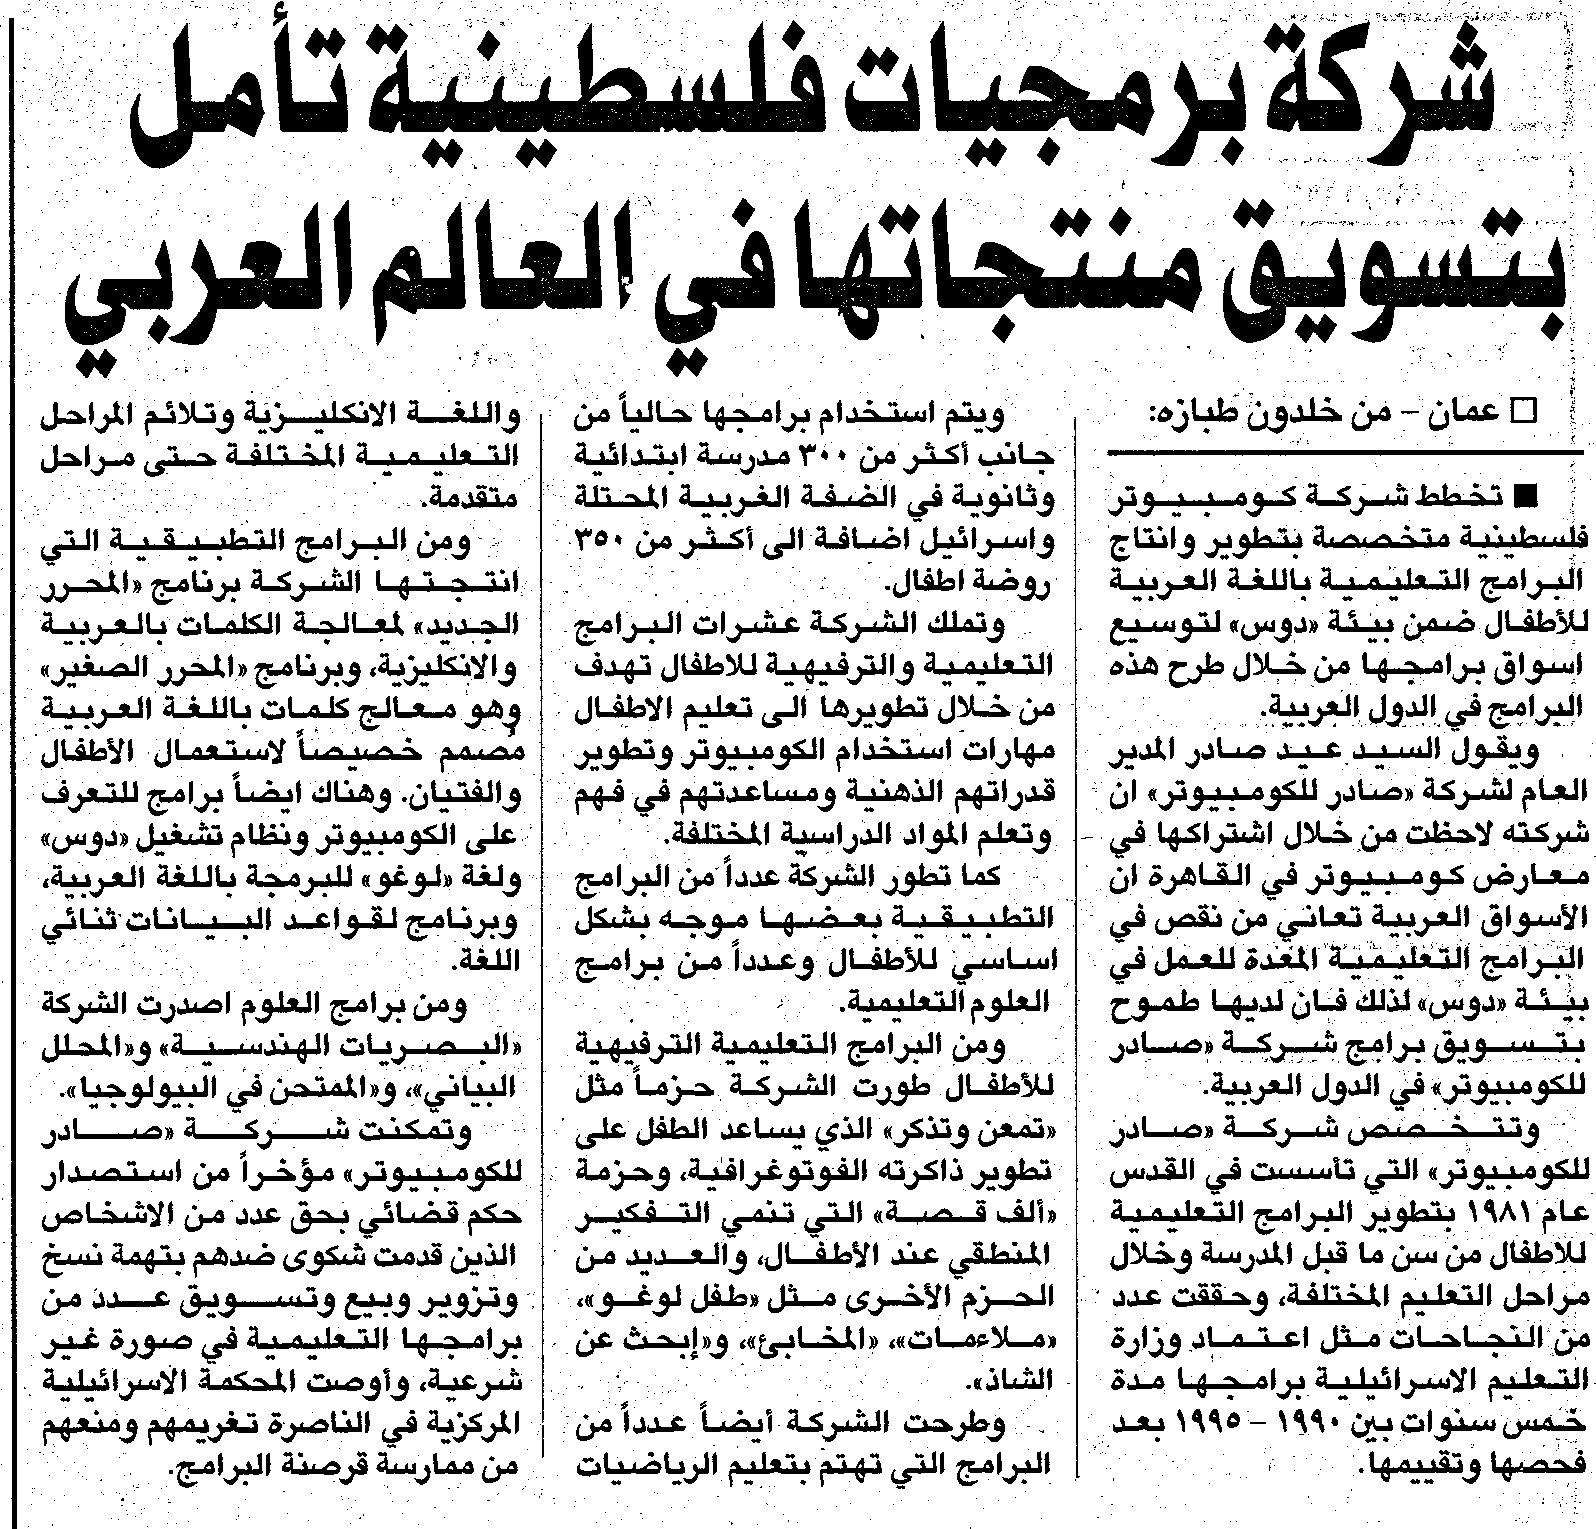 شركة برمجيات فلسطينية تأمل
بتسويق منتجاتها في العالم العربي
□ عمان – من خلدون طبازه:
■ تخطط شركة كومبيوتر
فلسطينية متخصصة بتطوير وانتاج
البرامج التعليمية باللغة العربية
للأطفال ضمن بيئة «دوس» لتوسيع
اسواق برامجها من خلال طرح هذه
البرامج في الدول العربية.
ويقول السيد عيد صادر المدير
العام لشركة «صادر للكومبيوتر» ان
شركته لاحظت من خلال اشتراكها في
معارض كومبيوتر في القاهرة ان
الأسواق العربية تعاني من نقص في
البرامج التعليمية المعدة للعمل في
بيئة «دوس» لذلك فان لديها طموح
بتسويق برامج شركة «صادر
للكومبيوتر» في الدول العربية.
وتتخصص شركة «صادر
للكومبيوتر» التي تأسست في القدس
عام ١٩٨١ بتطوير البرامج التعليمية
للاطفال من سن ما قبل المدرسة وخلال
مراحل التعليم المختلفة، وحققت عدد
من النجاحات مثل اعتماد وزارة
التعليم الاسرائيلية برامجها مدة
خمس سنوات بين ١٩٩٠ – ١٩٩٥ بعد
فحصها وتقييمها.
ويتم استخدام برامجها حالياً من
جانب أكثر من ٣٠٠ مدرسة ابتدائية
وثانوية في الضفة الغربية المحتلة
واسرائيل اضافة الى أكثر من ٣٥٠
روضة اطفال.
وتملك الشركة عشرات البرامج
التعليمية والترفيهية للاطفال تهدف
من خلال تطويرها الى تعليم الاطفال
مهارات استخدام الكومبيوتر وتطوير
قدراتهم الذهنية ومساعدتهم في فهم
وتعلم المواد الدراسية المختلفة.
كما تطور الشركة عدداً من البرامج
التطبيقية بعضها موجه بشكل
اساسي للأطفال وعدداً من برامج
العلوم التعليمية.
ومن البرامج التعليمية الترفيهية
للأطفال طورت الشركة حزماً مثل
«تمعن وتذكر» الذي يساعد الطفل على
تطوير ذاكرته الفوتوغرافية، وحزمة
«ألف قصة» التي تنمي التفكير
المنطقي عند الأطفال، والعديد من
الحزم الأخرى مثل «طفل لوغو»،
«ملاءمات»، «المخابئ»، و«إبحث عن
الشاذ».
وطرحت الشركة أيضاً عدداً من
البرامج التي تهتم بتعليم الرياضيات
واللغة الانكليزية وتلائم المراحل
التعليمية المختلفة حتى مراحل
متقدمة.
ومن البرامج التطبيقية التي
انتجتها الشركة برنامج «المحرر
الجديد» لمعالجة الكلمات بالعربية
والانكليزية، وبرنامج «المحرر الصغير»
وهو معالج كلمات باللغة العربية
مُصمم خصيصاً لاستعمال الأطفال
والفتيان. وهناك ايضاً برامج للتعرف
على الكومبيوتر ونظام تشغيل «دوس»
ولغة «لوغو» للبرمجة باللغة العربية،
وبرنامج لقواعد البيانات ثنائي
اللغة.
ومن برامج العلوم اصدرت الشركة
«البصريات الهندسية» و«المحلل
البياني»، و«الممتحن في البيولوجيا».
وتمكنت شركة «صادر
للكومبيوتر» مؤخراً من استصدار
حكم قضائي بحق عدد من الاشخاص
الذين قدمت شكوى ضدهم بتهمة نسخ
وتزوير وبيع وتسويق عدد من
برامجها التعليمية في صورة غير
شرعية، وأوصت المحكمة الاسرائيلية
المركزية في الناصرة تغريمهم ومنعهم
من ممارسة قرصنة البرامج.